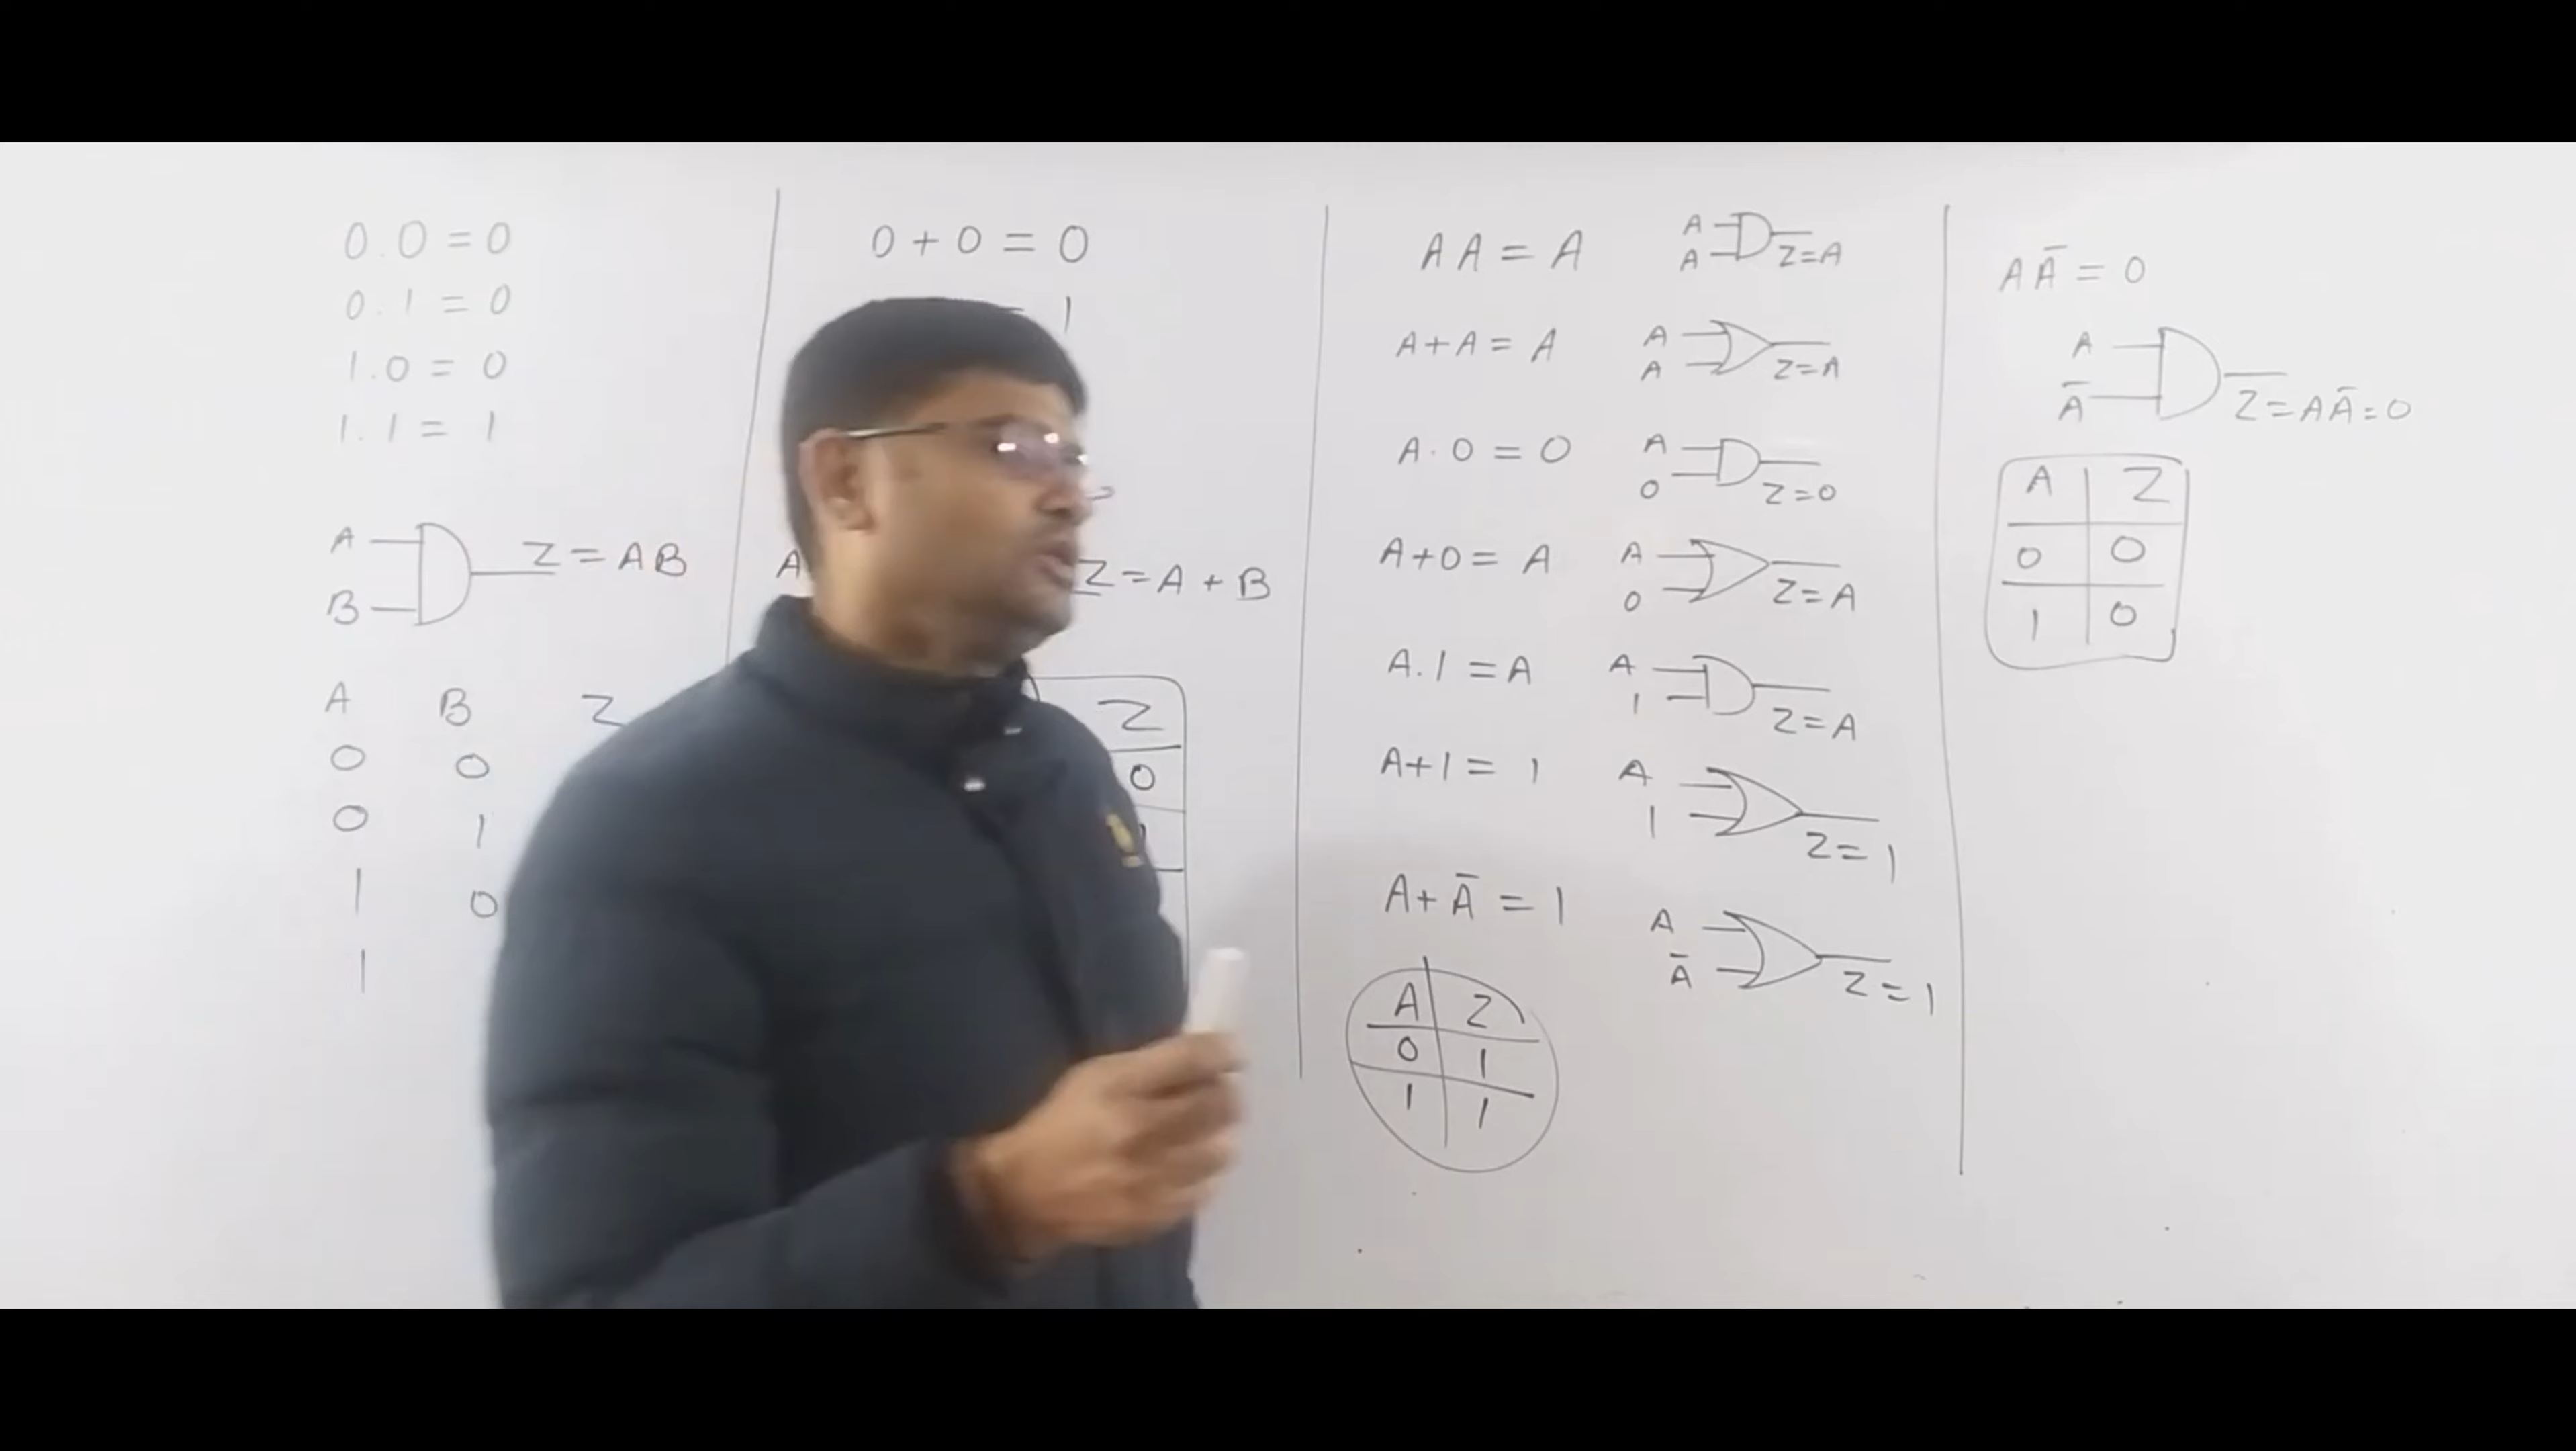 0.0=0
0.1=0
1.0=0
1.1=1
A
B
Z=AB
A B Z
0 0
0 1
1 0
1
0+0=0
1
A
Z=A+B
Z
0
AA=A
A
A
Z=A
A+A=A
A
A
Z=A
A.0=0
A
0
Z=0
A+0=A
A
0
Z=A
A.1=A
A
1
Z=A
A+1=1
A
1
Z=1
A+Ā=1
A
Ā
Z=1
A Z
0 1
1 1
AĀ=0
A
Ā
Z=AĀ=0
A Z
0 0
1 0